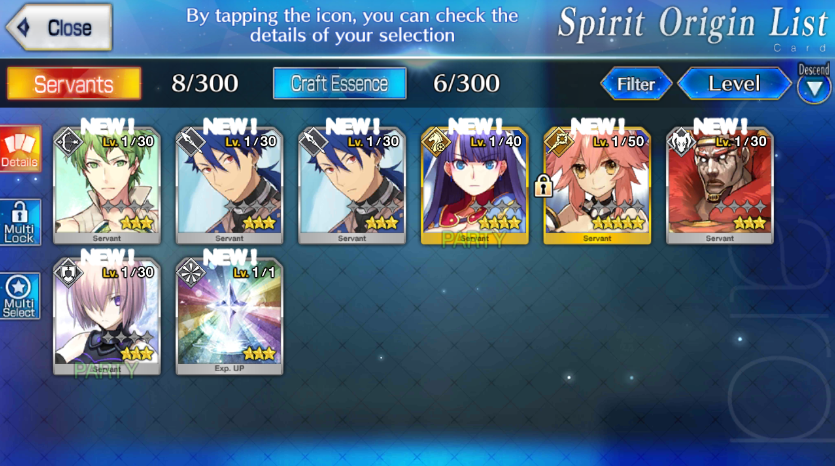 Close
By tapping the icon, you can check the
details of your selection
Spirit Origin List
Card
Servants
8/300
Craft Essence
6/300
Filter
Level
Descend
Details
Multi
Lock
Multi
Select
NEW!
Lv. 1/30
Servant
NEW!
Lv. 1/30
Servant
NEW!
Lv. 1/30
Servant
NEW!
Lv. 1/40
Servant
PARTY
NEW!
Lv. 1/50
Servant
NEW!
Lv. 1/30
Servant
NEW!
Lv. 1/30
Servant
PARTY
NEW!
Lv. 1/1
Exp. UP